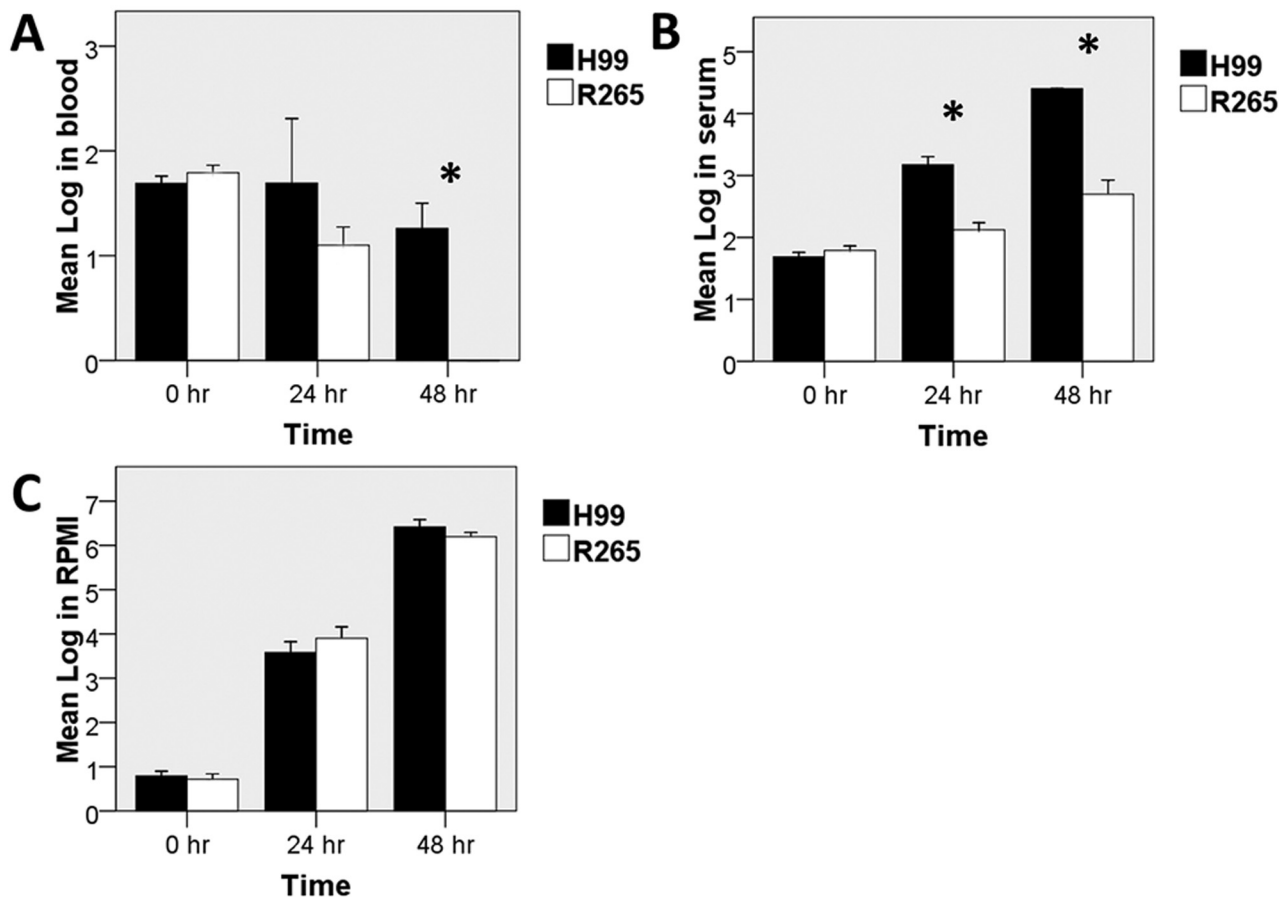 A
Mean Log in blood
3
2
1
0
0 hr
24 hr
48 hr
Time
*
H99
R265
B
Mean Log in serum
5
4
3
2
1
0
0 hr
24 hr
48 hr
Time
*
*
H99
R265
C
Mean Log in RPMI
7
6
5
4
3
2
1
0
0 hr
24 hr
48 hr
Time
H99
R265